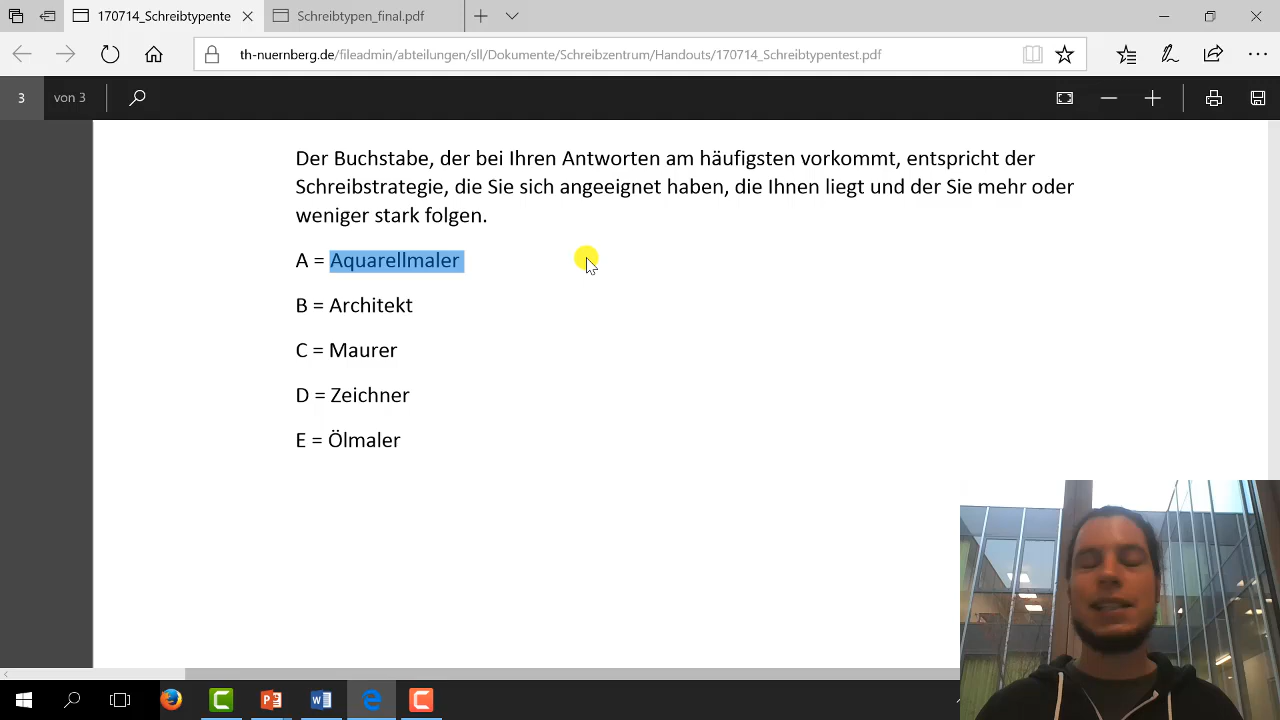 170714_Schreibtypente
Schreibtypen_final.pdf
th-nuernberg.de/fileadmin/abteilungen/sll/Dokumente/Schreibzentrum/Handouts/170714_Schreibtypentest.pdf
3 von 3
Der Buchstabe, der bei Ihren Antworten am häufigsten vorkommt, entspricht der
Schreibstrategie, die Sie sich angeeignet haben, die Ihnen liegt und der Sie mehr oder
weniger stark folgen.
A = Aquarellmaler
B = Architekt
C = Maurer
D = Zeichner
E = Ölmaler